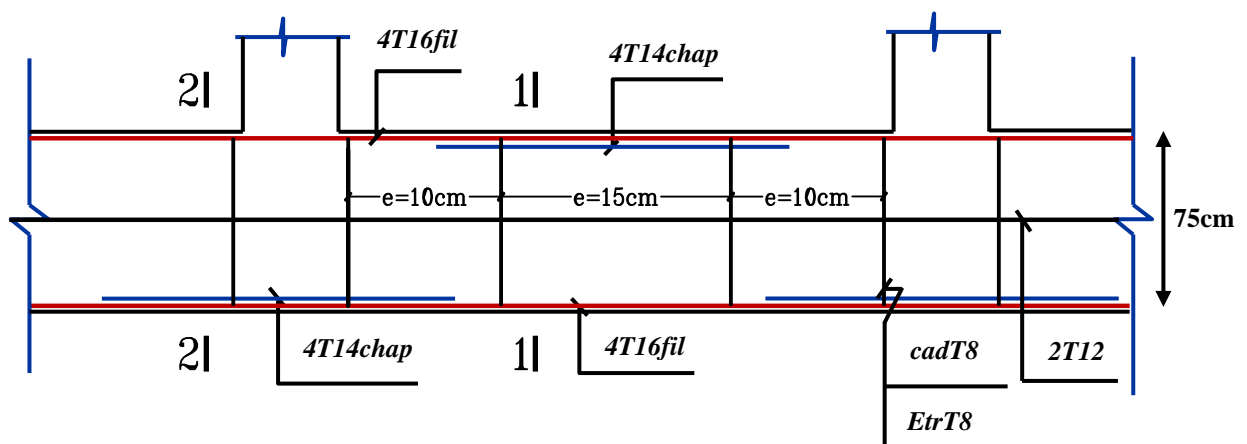 4T16fil
4T14chap
2
1
e=10cm
e=15cm
e=10cm
75cm
2
4T14chap
1
4T16fil
cadT8
2T12
EtrT8